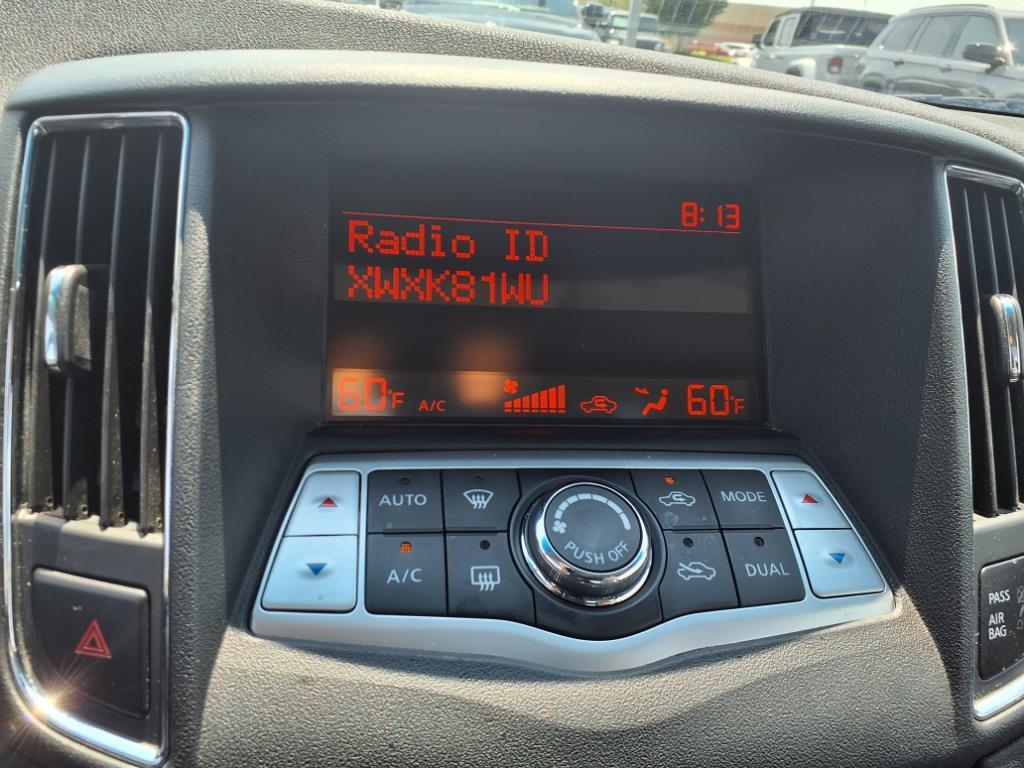 8:13
Radio ID
XWXK81WU
60°F A/C 60°F
AUTO MODE
PUSH OFF
A/C DUAL
PASS
AIR
BAG